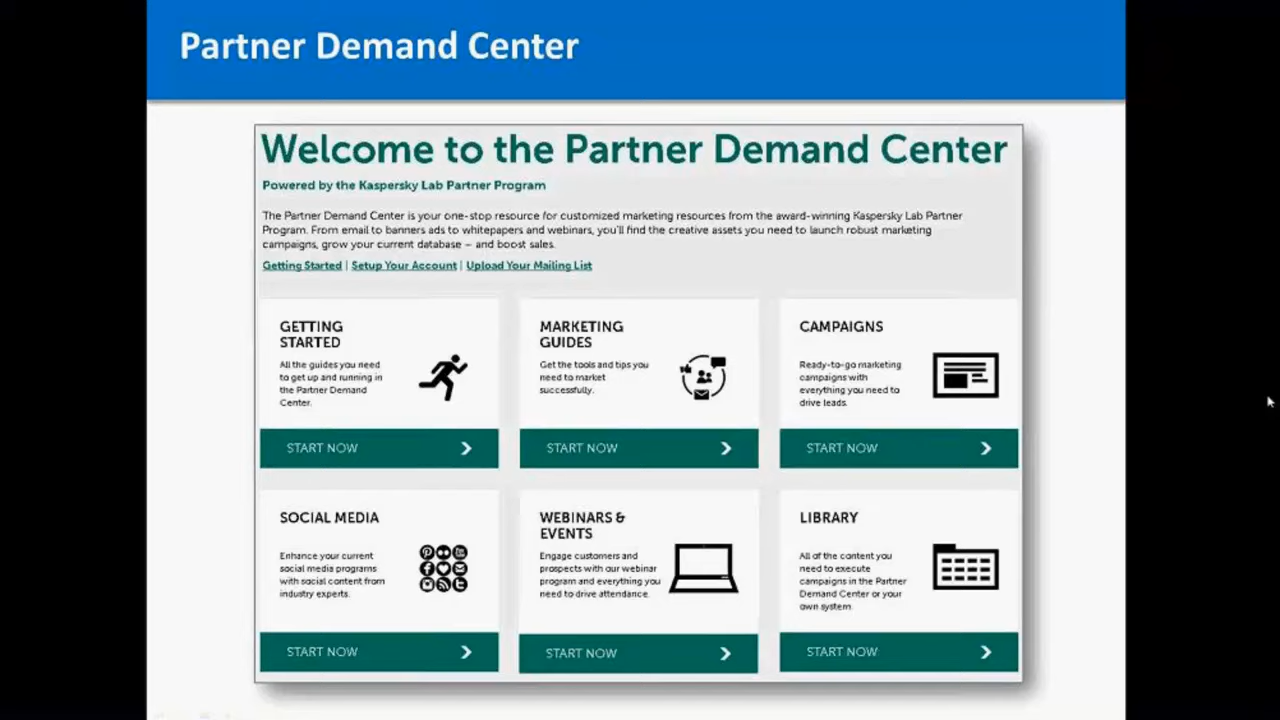 Partner Demand Center
Welcome to the Partner Demand Center
Powered by the Kaspersky Lab Partner Program
The Partner Demand Center is your one-stop resource for customized marketing resources from the award-winning Kaspersky Lab Partner
Program. From email to banners ads to whitepapers and webinars, you'll find the creative assets you need to launch robust marketing
campaigns, grow your current database – and boost sales.
Getting Started | Setup Your Account | Upload Your Mailing List
GETTING
STARTED
All the guides you need
to get up and running in
the Partner Demand
Center.
START NOW
MARKETING
GUIDES
Get the tools and tips you
need to market
successfully.
START NOW
CAMPAIGNS
Ready-to-go marketing
campaigns with
everything you need to
drive leads.
START NOW
SOCIAL MEDIA
Enhance your current
social media programs
with social content from
industry experts.
START NOW
WEBINARS &
EVENTS
Engage customers and
prospects with our webinar
program and everything you
need to drive attendance.
START NOW
LIBRARY
All of the content you
need to execute
campaigns in the Partner
Demand Center or your
own system.
START NOW